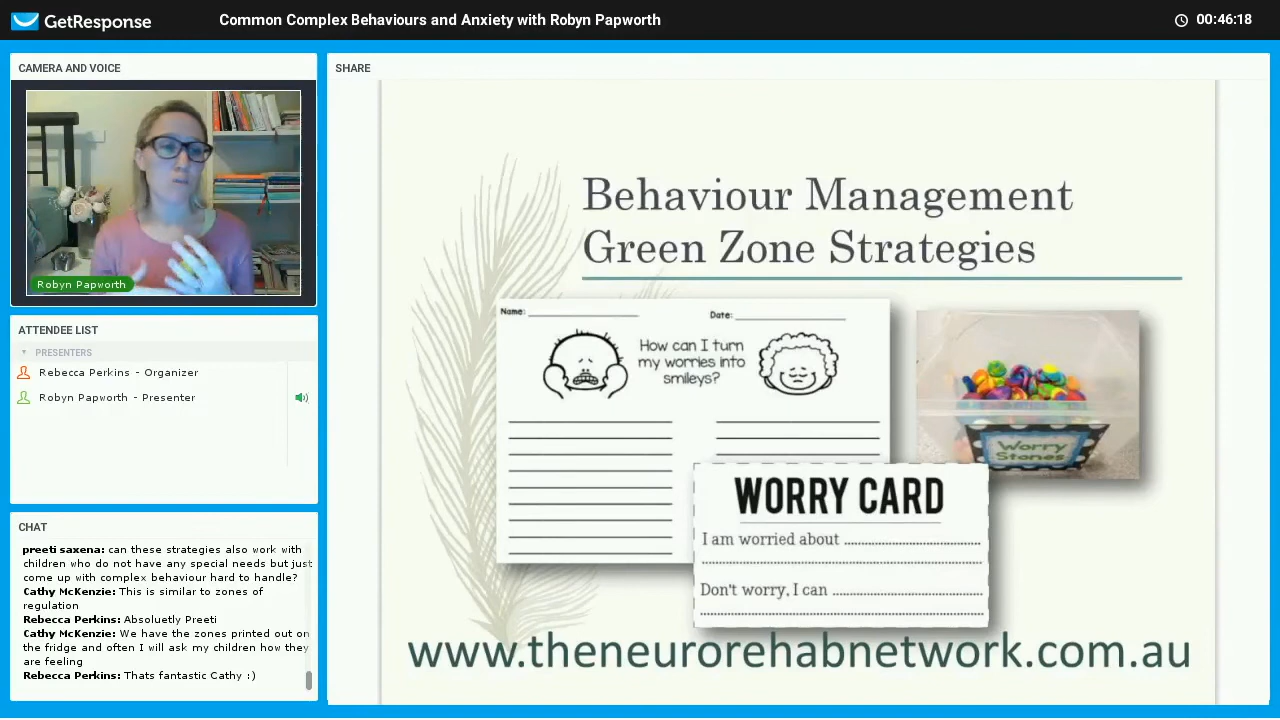 GetResponse
Common Complex Behaviours and Anxiety with Robyn Papworth
00:46:18
CAMERA AND VOICE
Robyn Papworth
ATTENDEE LIST
PRESENTERS
Rebecca Perkins - Organizer
Robyn Papworth - Presenter
CHAT
preeti saxena: can these strategies also work with
children who do not have any special needs but just
come up with complex behaviour hard to handle?
Cathy McKenzie: This is similar to zones of
regulation
Rebecca Perkins: Absoluetly Preeti
Cathy McKenzie: We have the zones printed out on
the fridge and often I will ask my children how they
are feeling
Rebecca Perkins: Thats fantastic Cathy :)
SHARE
Behaviour Management
Green Zone Strategies
Name:
Date:
How can I turn
my worries into
smileys?
Worry
Stones
WORRY CARD
I am worried about
Don't worry, I can
www.theneurorehabnetwork.com.au